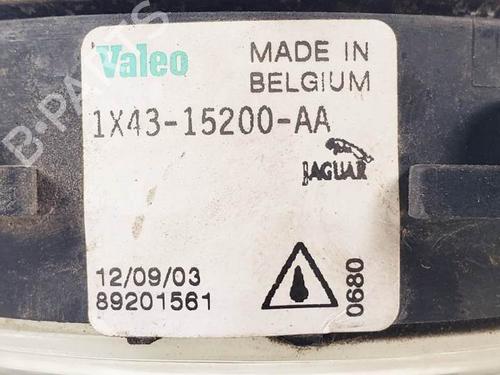 Valeo
MADE IN
BELGIUM
1X43-15200-AA
JAGUAR
12/09/03
89201561
0680
B-PARTS